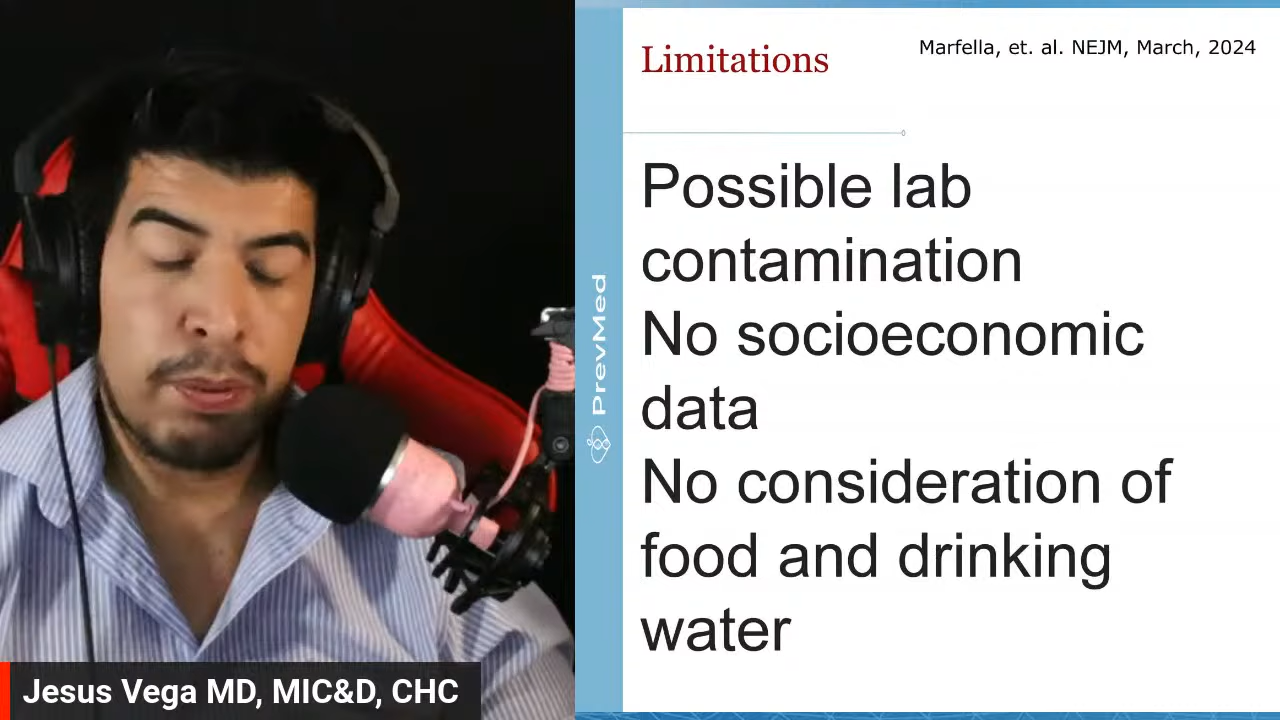 Limitations
Marfella, et. al. NEJM, March, 2024
Possible lab
contamination
No socioeconomic
data
No consideration of
food and drinking
water
PrevMed
Jesus Vega MD, MIC&D, CHC